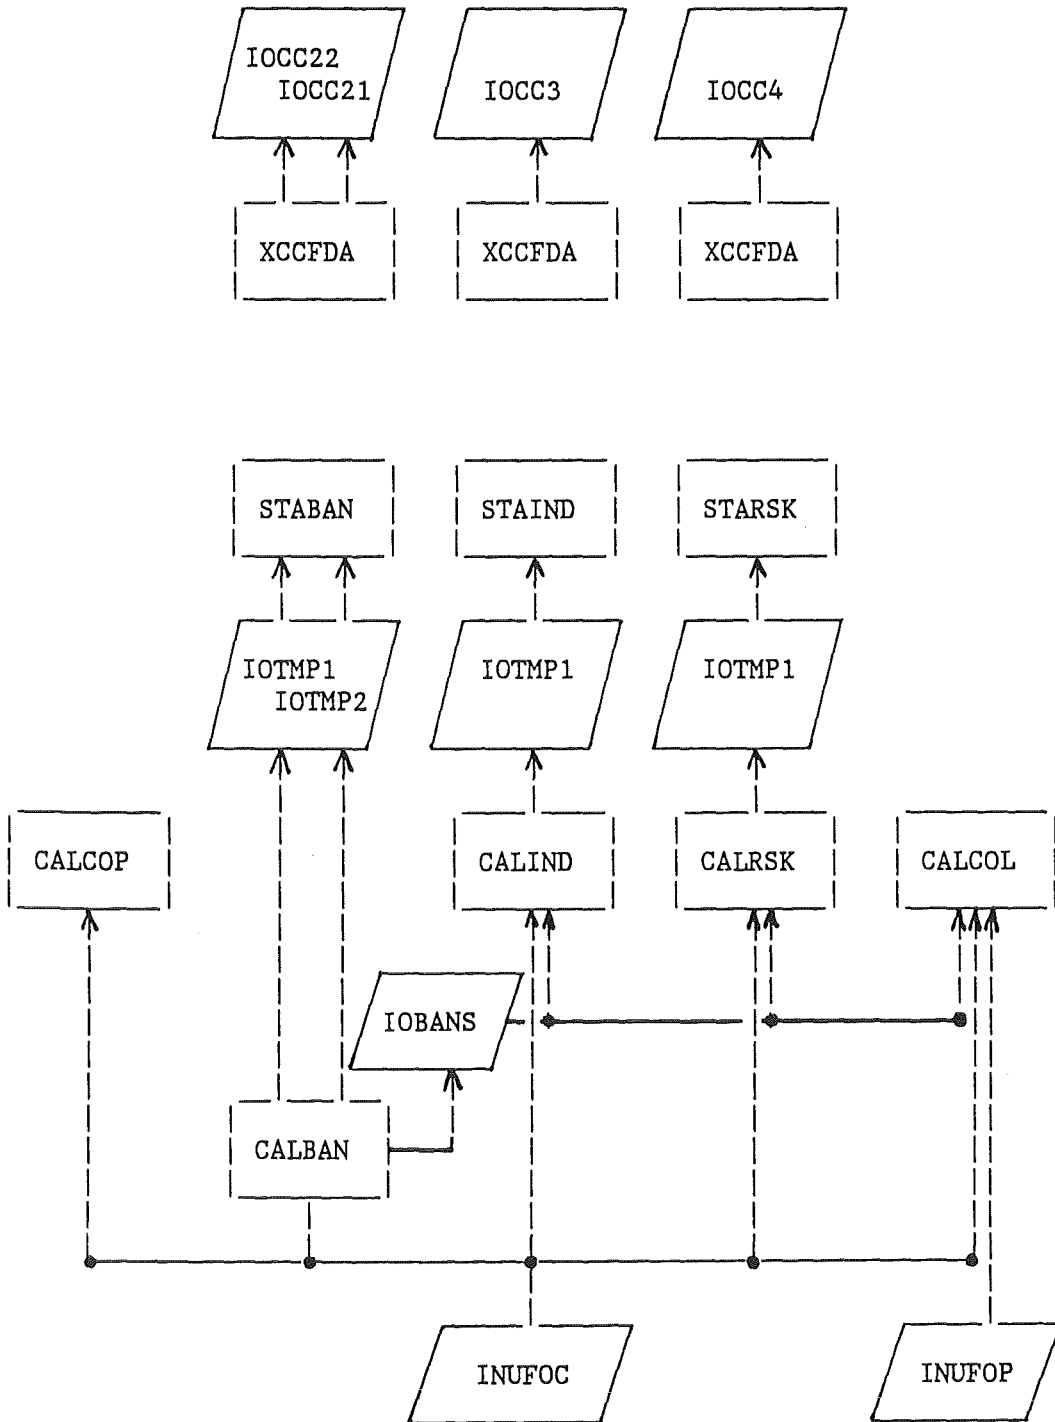 IOCC22
IOCC21
IOCC3
IOCC4
XCCFDA
XCCFDA
XCCFDA
STABAN
STAIND
STARSK
IOTMP1
IOTMP2
IOTMP1
IOTMP1
CALCOP
CALIND
CALRSK
CALCOL
IOBANS
CALBAN
INUFOC
INUFOP